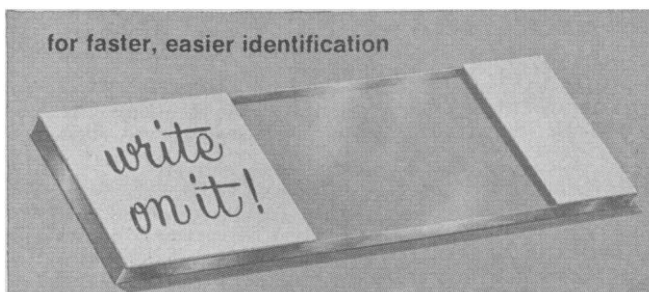 for faster, easier identification
write
on it!